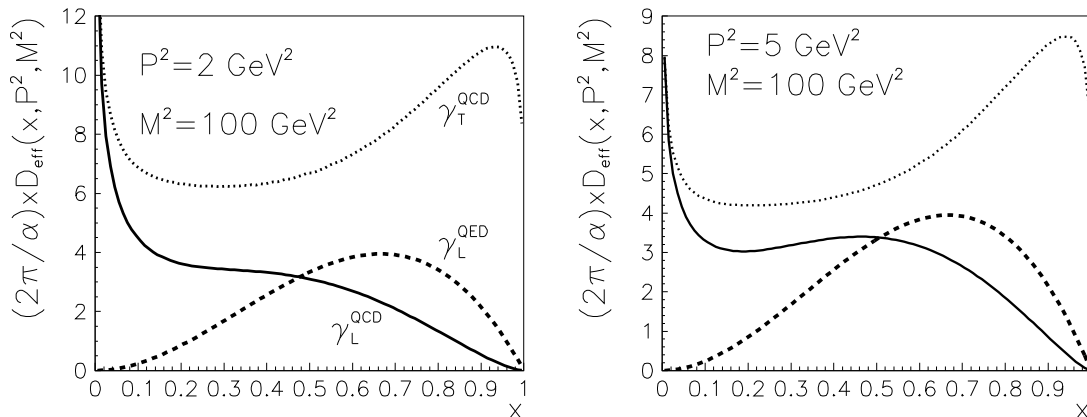 (2π/α)xD_eff(x,P²,M²)
12
10
8
6
4
2
0
P²=2 GeV²
M²=100 GeV²
γ_T^QCD
γ_L^QED
γ_L^QCD
0 0.1 0.2 0.3 0.4 0.5 0.6 0.7 0.8 0.9 1
x
(2π/α)xD_eff(x,P²,M²)
9
8
7
6
5
4
3
2
1
0
P²=5 GeV²
M²=100 GeV²
0 0.1 0.2 0.3 0.4 0.5 0.6 0.7 0.8 0.9
x